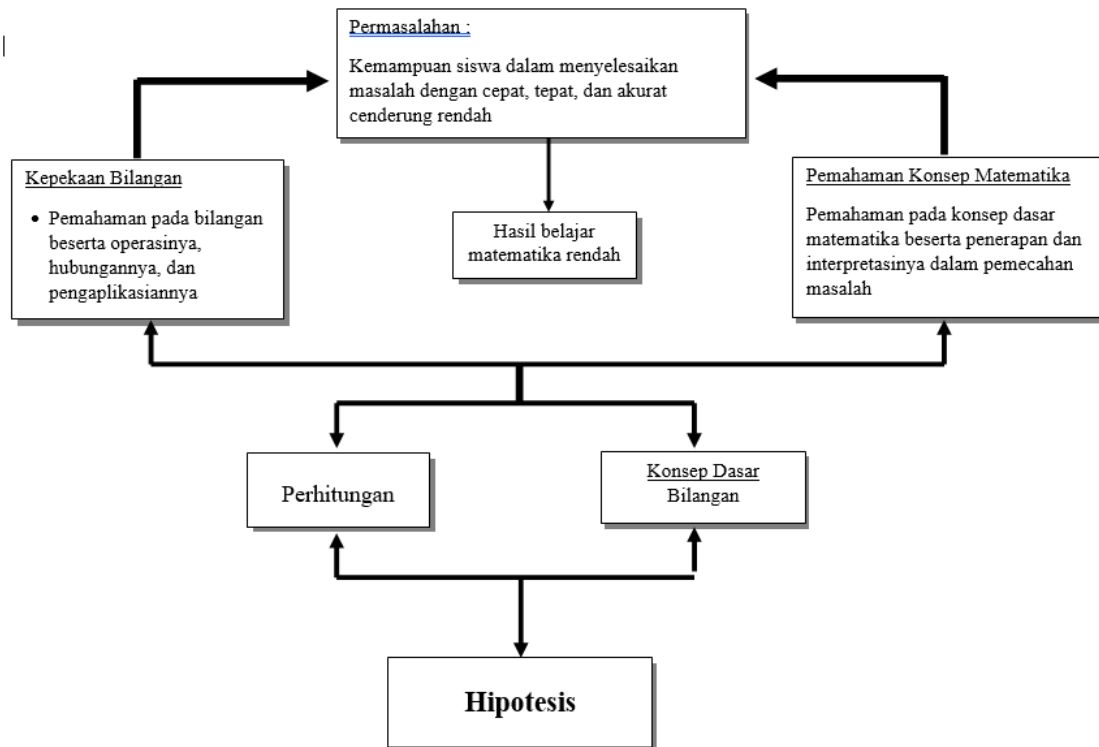 Permasalahan :
Kemampuan siswa dalam menyelesaikan
masalah dengan cepat, tepat, dan akurat
cenderung rendah
Kepekaan Bilangan
• Pemahaman pada bilangan
beserta operasinya,
hubungannya, dan
pengaplikasiannya
Hasil belajar
matematika rendah
Pemahaman Konsep Matematika
Pemahaman pada konsep dasar
matematika beserta penerapan dan
interpretasinya dalam pemecahan
masalah
Perhitungan
Konsep Dasar
Bilangan
Hipotesis